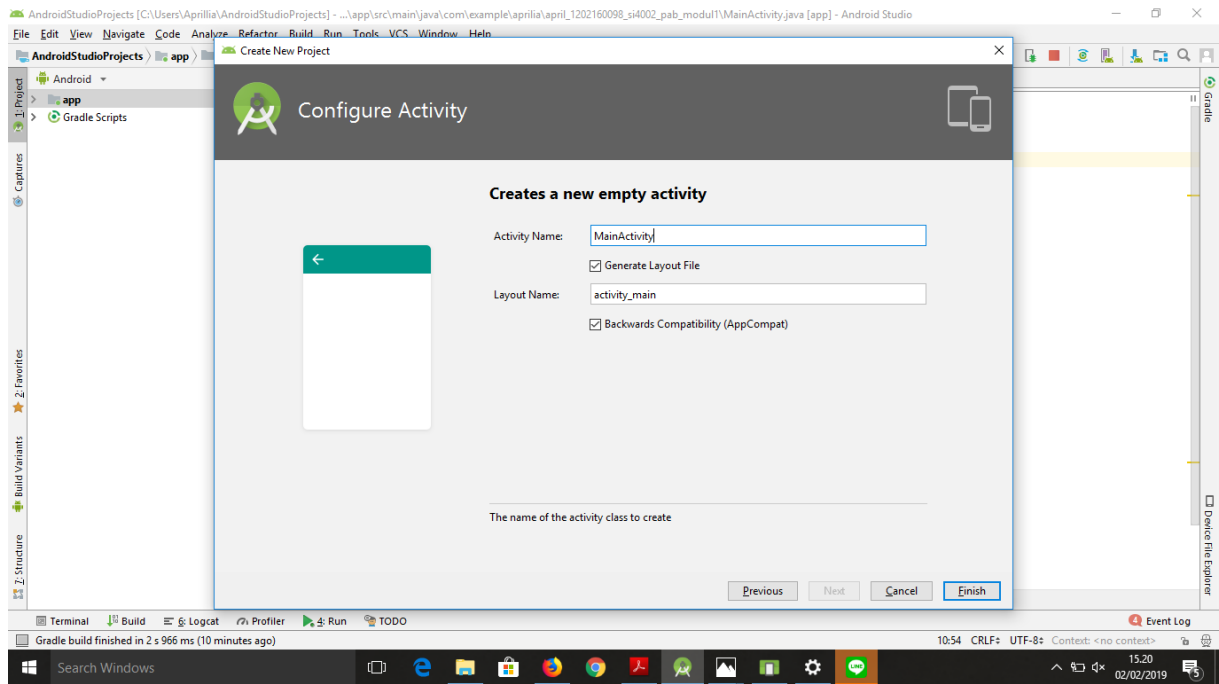 AndroidStudioProjects [C:\Users\Aprillia\AndroidStudioProjects] - ...\app\src\main\java\com\example\aprilia\april_1202160098_si4002_pab_modul1\MainActivity.java [app] - Android Studio
File Edit View Navigate Code Analyze Refactor Build Run Tools VCS Window Help
AndroidStudioProjects app
Create New Project
Android
app
Gradle Scripts
1: Project
Captures
2: Favorites
Build Variants
7: Structure
Configure Activity
Creates a new empty activity
Activity Name: MainActivity
Generate Layout File
Layout Name: activity_main
Backwards Compatibility (AppCompat)
The name of the activity class to create
Previous Next Cancel Finish
Gradle
Device File Explorer
Terminal Build 6: Logcat Profiler 4: Run TODO 4 Event Log
Gradle build finished in 2 s 966 ms (10 minutes ago) 10:54 CRLF UTF-8 Context: <no context>
Search Windows LINE 15.20
02/02/2019 5